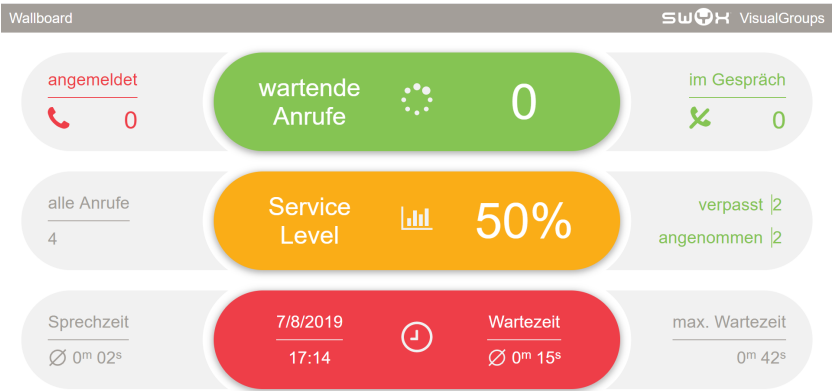 Wallboard
swyx VisualGroups
angemeldet
0
wartende
Anrufe
0
im Gespräch
0
alle Anrufe
4
Service
Level
50%
verpasst 2
angenommen 2
Sprechzeit
Ø 0m 02s
7/8/2019
17:14
Wartezeit
Ø 0m 15s
max. Wartezeit
0m 42s